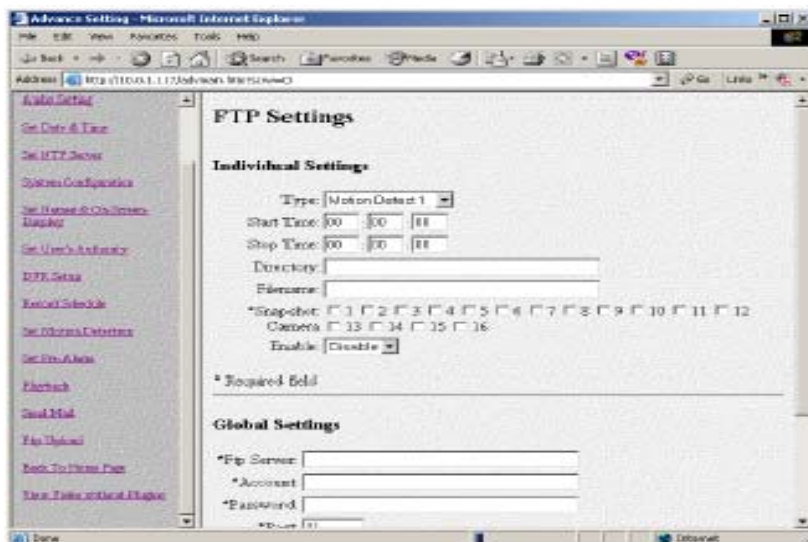 Advance Setting - Microsoft Internet Explorer
File Edit View Favorites Tools Help
Back Search Favorites Media
Address Go Links
Audio Setting
Set Date & Time
Set HTTP Server
System Configuration
Set Names & On-Screen
Display
Set User's Authority
DVR Setup
Record Schedule
Set Motion Detection
Set Pre-Alarm
Playback
Send Mail
Ftp Upload
Back To Home Page
FTP Settings
Individual Settings
Type: Motion Detect 1
Start Time: 00 : 00 : 00
Stop Time: 00 : 00 : 00
Directory:
Filename:
*Snapshot 1 2 3 4 5 6 7 8 9 10 11 12
Camera: 13 14 15 16
Enable: Disable
* Required field
Global Settings
*Ftp Server:
*Account:
*Password:
*Port
Done
Internet